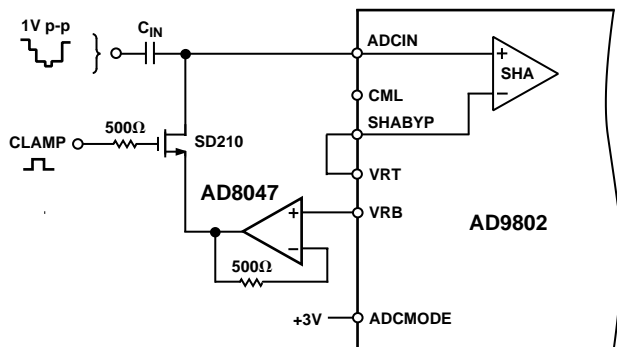 1V p-p
CIN
ADCIN
+
SHA
–
CML
SHABYP
500Ω
SD210
CLAMP
VRT
AD8047
+
VRB
AD9802
–
500Ω
+3V
ADCMODE